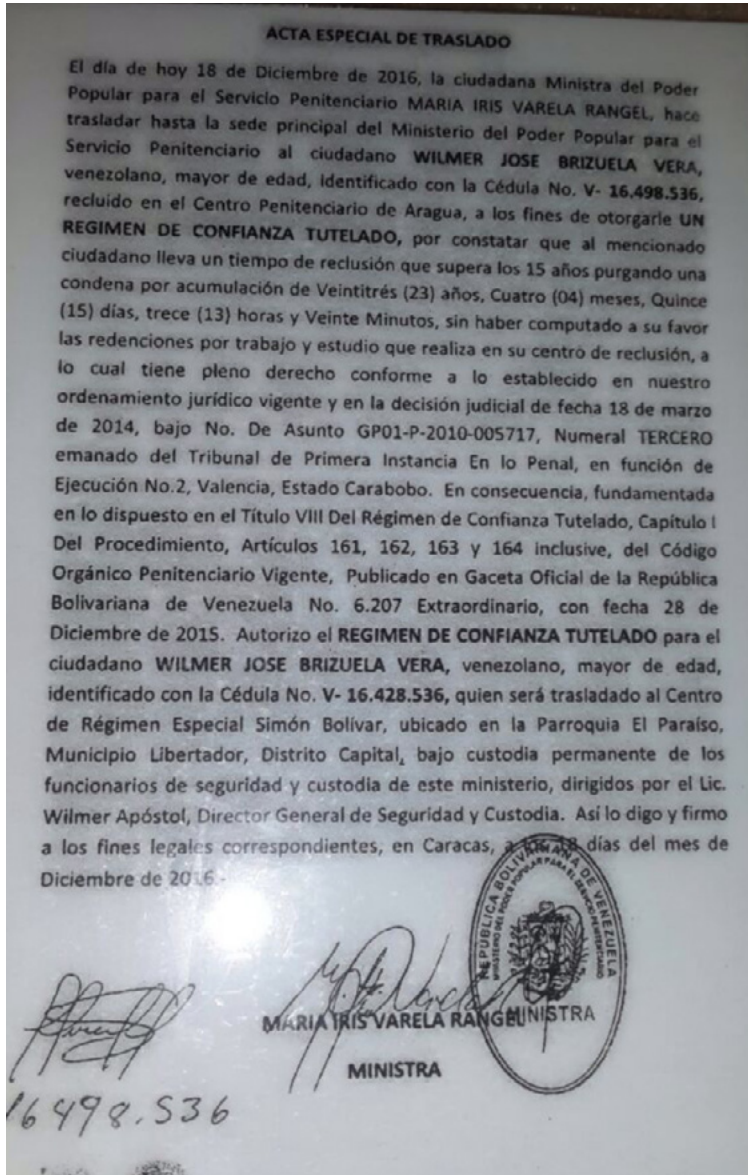 ACTA ESPECIAL DE TRASLADO
El día de hoy 18 de Diciembre de 2016, la ciudadana Ministra del Poder
Popular para el Servicio Penitenciario MARIA IRIS VARELA RANGEL, hace
trasladar hasta la sede principal del Ministerio del Poder Popular para el
Servicio Penitenciario al ciudadano WILMER JOSE BRIZUELA VERA,
venezolano, mayor de edad, identificado con la Cédula No. V- 16.498.536,
recluido en el Centro Penitenciario de Aragua, a los fines de otorgarle UN
REGIMEN DE CONFIANZA TUTELADO, por constatar que al mencionado
ciudadano lleva un tiempo de reclusión que supera los 15 años purgando una
condena por acumulación de Veintitrés (23) años, Cuatro (04) meses, Quince
(15) días, trece (13) horas y Veinte Minutos, sin haber computado a su favor
las redenciones por trabajo y estudio que realiza en su centro de reclusión, a
lo cual tiene pleno derecho conforme a lo establecido en nuestro
ordenamiento jurídico vigente y en la decisión judicial de fecha 18 de marzo
de 2014, bajo No. De Asunto GP01-P-2010-005717, Numeral TERCERO
emanado del Tribunal de Primera Instancia En lo Penal, en función de
Ejecución No.2, Valencia, Estado Carabobo. En consecuencia, fundamentada
en lo dispuesto en el Título VIII Del Régimen de Confianza Tutelado, Capítulo I
Del Procedimiento, Artículos 161, 162, 163 y 164 inclusive, del Código
Orgánico Penitenciario Vigente, Publicado en Gaceta Oficial de la República
Bolivariana de Venezuela No. 6.207 Extraordinario, con fecha 28 de
Diciembre de 2015. Autorizo el REGIMEN DE CONFIANZA TUTELADO para el
ciudadano WILMER JOSE BRIZUELA VERA, venezolano, mayor de edad,
identificado con la Cédula No. V- 16.428.536, quien será trasladado al Centro
de Régimen Especial Simón Bolívar, ubicado en la Parroquia El Paraíso,
Municipio Libertador, Distrito Capital, bajo custodia permanente de los
funcionarios de seguridad y custodia de este ministerio, dirigidos por el Lic.
Wilmer Apóstol, Director General de Seguridad y Custodia. Así lo digo y firmo
a los fines legales correspondientes, en Caracas, a 18 días del mes de
Diciembre de 2016.-
REPUBLICA BOLIVARIANA DE VENEZUELA
MINISTERIO DEL PODER POPULAR PARA EL SERVICIO PENITENCIARIO
MINISTRA
MARIA IRIS VARELA RANGEL
MINISTRA
16498.536